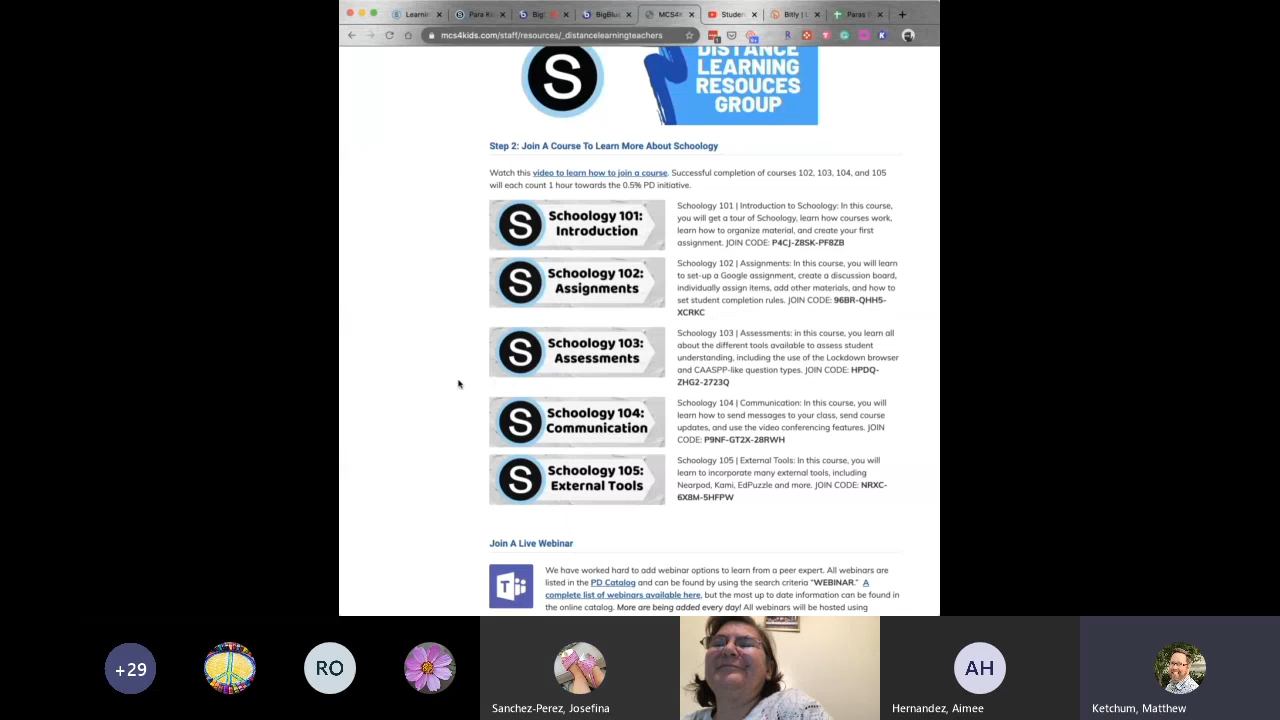 Learnin
Para Ki
BigB
BigBlu
MCS4K
Studen
Bitly | L
Paras D
mcs4kids.com/staff/resources/_distancelearningteachers
S
DISTANCE
LEARNING
RESOUCES
GROUP
Step 2: Join A Course To Learn More About Schoology
Watch this video to learn how to join a course. Successful completion of courses 102, 103, 104, and 105
will each count 1 hour towards the 0.5% PD initiative.
S Schoology 101:
Introduction
Schoology 101 | Introduction to Schoology: In this course,
you will get a tour of Schoology, learn how courses work,
learn how to organize material, and create your first
assignment. JOIN CODE: P4CJ-Z8SK-PF8ZB
S Schoology 102:
Assignments
Schoology 102 | Assignments: In this course, you will learn
to set-up a Google assignment, create a discussion board,
individually assign items, add other materials, and how to
set student completion rules. JOIN CODE: 96BR-QHH5-
XCRKC
S Schoology 103:
Assessments
Schoology 103 | Assessments: in this course, you learn all
about the different tools available to assess student
understanding, including the use of the Lockdown browser
and CAASPP-like question types. JOIN CODE: HPDQ-
ZHG2-2723Q
S Schoology 104:
Communication
Schoology 104 | Communication: In this course, you will
learn how to send messages to your class, send course
updates, and use the video conferencing features. JOIN
CODE: P9NF-GT2X-28RWH
S Schoology 105:
External Tools
Schoology 105 | External Tools: In this course, you will
learn to incorporate many external tools, including
Nearpod, Kami, EdPuzzle and more. JOIN CODE: NRXC-
6X8M-5HFPW
Join A Live Webinar
We have worked hard to add webinar options to learn from a peer expert. All webinars are
listed in the PD Catalog and can be found by using the search criteria "WEBINAR." A
complete list of webinars available here, but the most up to date information can be found in
the online catalog. More are being added every day! All webinars will be hosted using
+29
RO
AH
Sanchez-Perez, Josefina
Hernandez, Aimee
Ketchum, Matthew